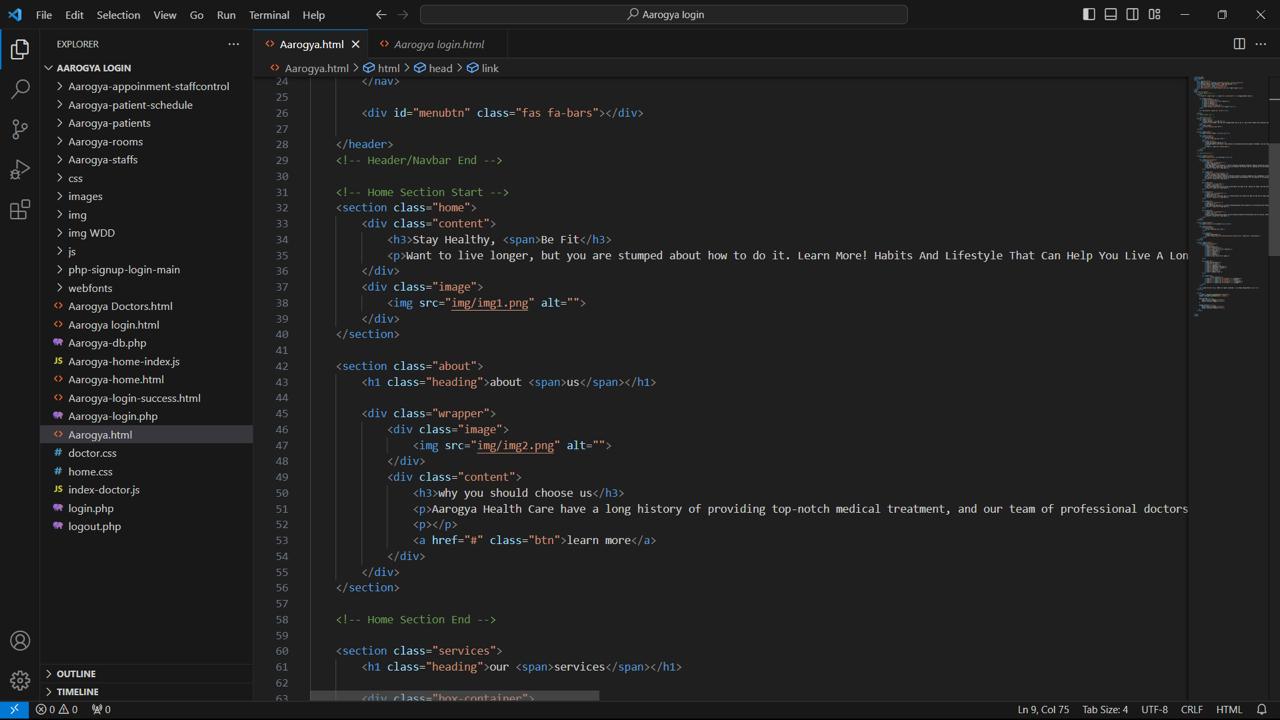 File Edit Selection View Go Run Terminal Help
Aarogya login
EXPLORER
AAROGYA LOGIN
Aarogya-appoinment-staffcontrol
Aarogya-patient-schedule
Aarogya-patients
Aarogya-rooms
Aarogya-staffs
css
images
img
img WDD
js
php-signup-login-main
webfonts
Aarogya Doctors.html
Aarogya login.html
Aarogya-db.php
JS Aarogya-home-index.js
Aarogya-home.html
Aarogya-login-success.html
Aarogya-login.php
Aarogya.html
# doctor.css
# home.css
JS index-doctor.js
login.php
logout.php
OUTLINE
TIMELINE
Aarogya.html Aarogya login.html
Aarogya.html > html > head > link
24 </nav>
25
26 <div id="menubtn" class="fas fa-bars"></div>
27
28 </header>
29 <!-- Header/Navbar End -->
30
31 <!-- Home Section Start -->
32 <section class="home">
33 <div class="content">
34 <h3>Stay Healthy, <span>Be Fit</h3>
35 <p>Want to live longer, but you are stumped about how to do it. Learn More! Habits And Lifestyle That Can Help You Live A Lon
36 </div>
37 <div class="image">
38 <img src="img/img1.png" alt="">
39 </div>
40 </section>
41
42 <section class="about">
43 <h1 class="heading">about <span>us</span></h1>
44
45 <div class="wrapper">
46 <div class="image">
47 <img src="img/img2.png" alt="">
48 </div>
49 <div class="content">
50 <h3>why you should choose us</h3>
51 <p>Aarogya Health Care have a long history of providing top-notch medical treatment, and our team of professional doctors
52 <p></p>
53 <a href="#" class="btn">learn more</a>
54 </div>
55 </div>
56 </section>
57
58 <!-- Home Section End -->
59
60 <section class="services">
61 <h1 class="heading">our <span>services</span></h1>
62
63 <div class="box-container">
0 0 0
Ln 9, Col 75 Tab Size: 4 UTF-8 CRLF HTML